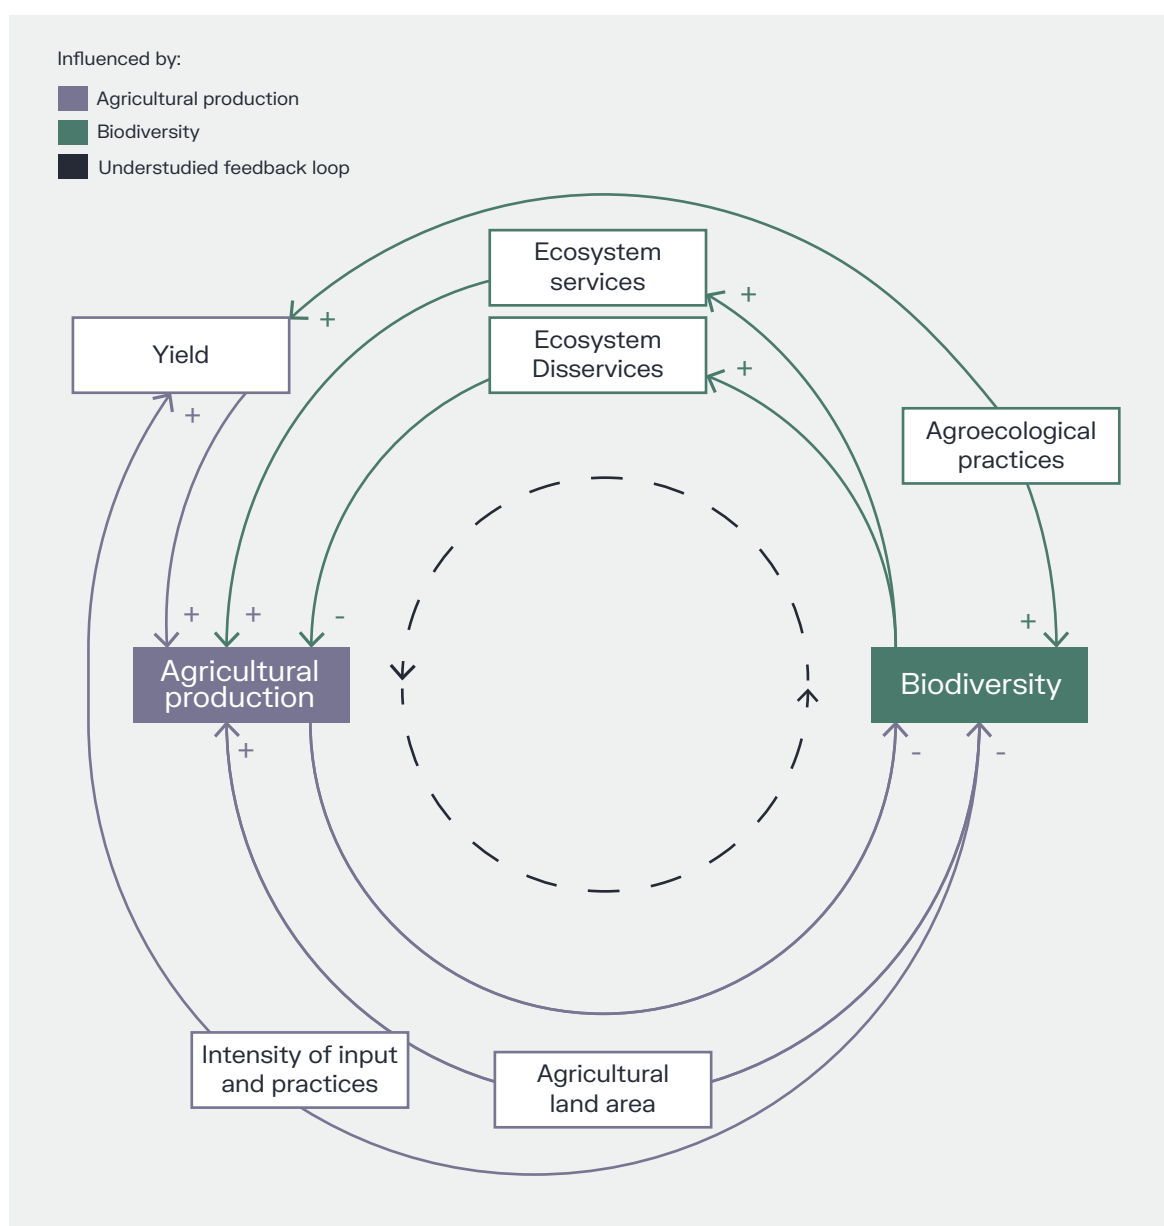 Influenced by:
Agricultural production
Biodiversity
Understudied feedback loop
Ecosystem
services
+
+
Yield
Ecosystem
Disservices
+
+
Agroecological
practices
+
+
-
+
Agricultural
production
Biodiversity
+
-
-
Intensity of input
and practices
Agricultural
land area